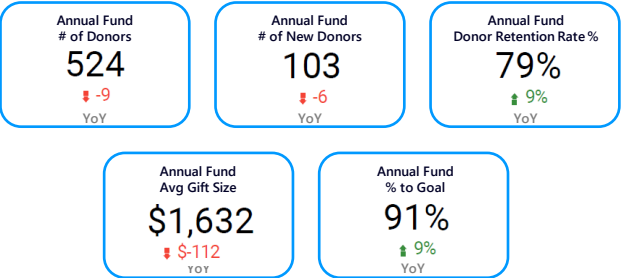 Annual Fund
# of Donors
524
-9
YoY
Annual Fund
# of New Donors
103
-6
YoY
Annual Fund
Donor Retention Rate %
79%
9%
YoY
Annual Fund
Avg Gift Size
$1,632
$-112
YoY
Annual Fund
% to Goal
91%
9%
YoY